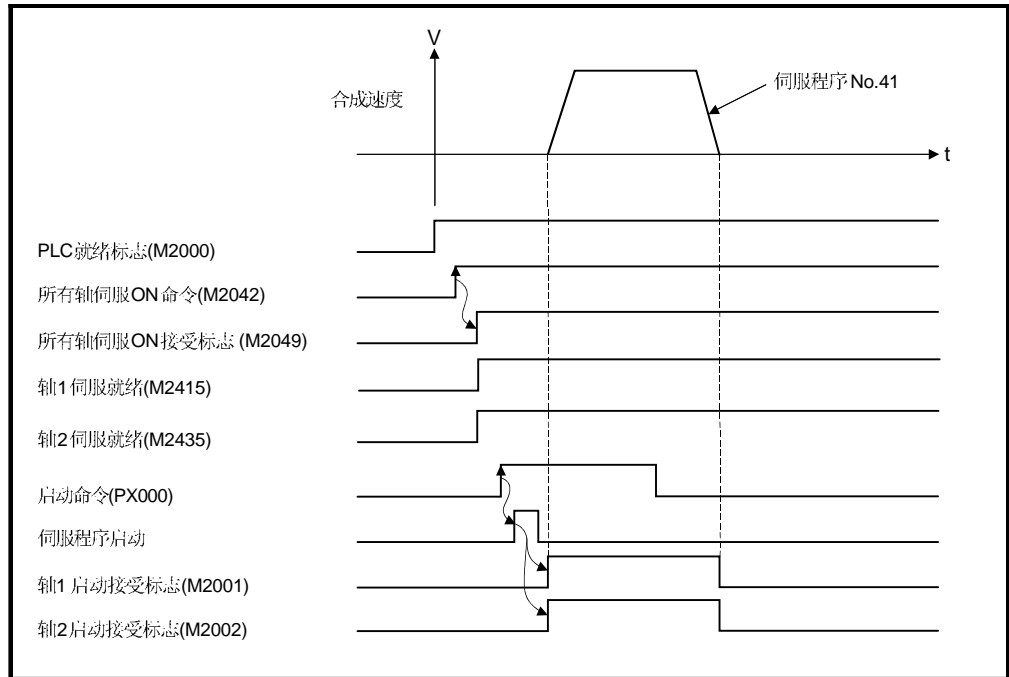 V
合成速度
伺服程序No.41
t
PLC就绪标志(M2000)
所有轴伺服ON命令(M2042)
所有轴伺服ON接受标志 (M2049)
轴1伺服就绪(M2415)
轴2伺服就绪(M2435)
启动命令(PX000)
伺服程序启动
轴1 启动接受标志(M2001)
轴2启动接受标志(M2002)